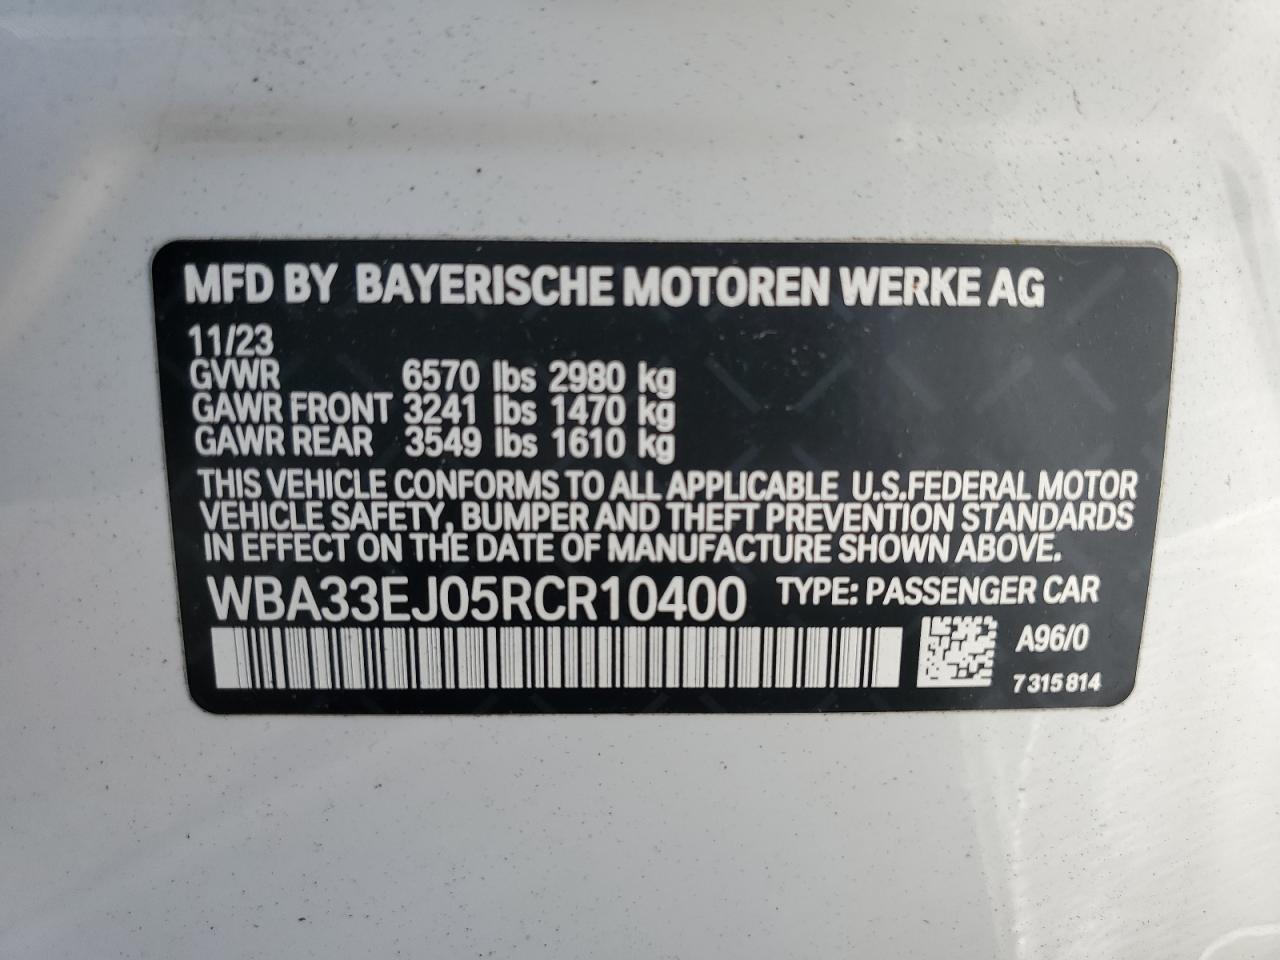 MFD BY BAYERISCHE MOTOREN WERKE AG
11/23
GVWR 6570 lbs 2980 kg
GAWR FRONT 3241 lbs 1470 kg
GAWR REAR 3549 lbs 1610 kg
THIS VEHICLE CONFORMS TO ALL APPLICABLE U.S.FEDERAL MOTOR
VEHICLE SAFETY, BUMPER AND THEFT PREVENTION STANDARDS
IN EFFECT ON THE DATE OF MANUFACTURE SHOWN ABOVE.
WBA33EJ05RCR10400 TYPE: PASSENGER CAR
A96/0
7 315 814